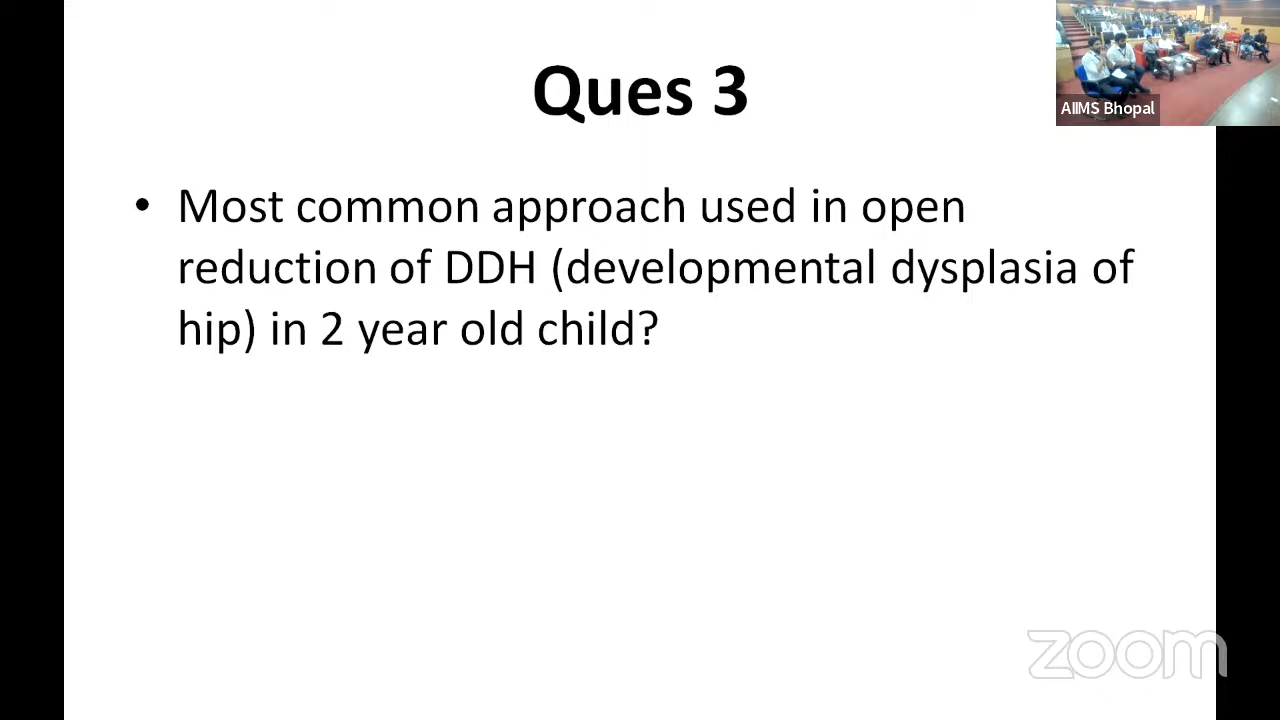 Ques 3
AIIMS Bhopal
• Most common approach used in open
reduction of DDH (developmental dysplasia of
hip) in 2 year old child?
zoom